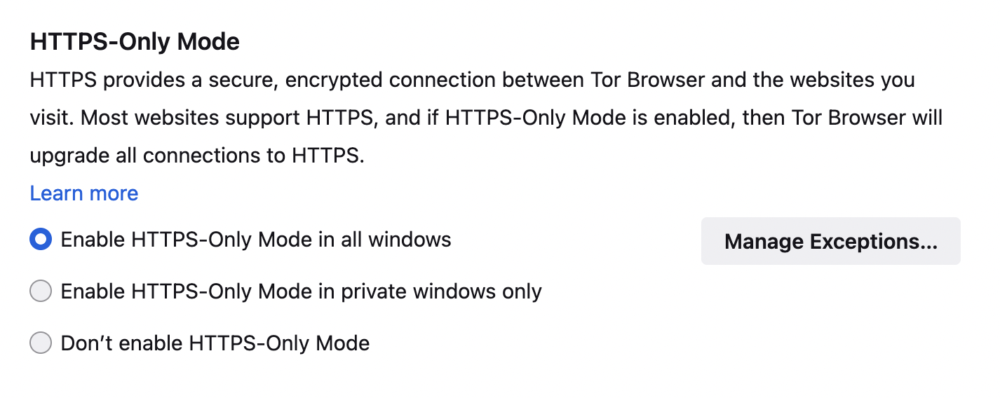 HTTPS-Only Mode
HTTPS provides a secure, encrypted connection between Tor Browser and the websites you
visit. Most websites support HTTPS, and if HTTPS-Only Mode is enabled, then Tor Browser will
upgrade all connections to HTTPS.
Learn more
Enable HTTPS-Only Mode in all windows
Manage Exceptions...
Enable HTTPS-Only Mode in private windows only
Don’t enable HTTPS-Only Mode